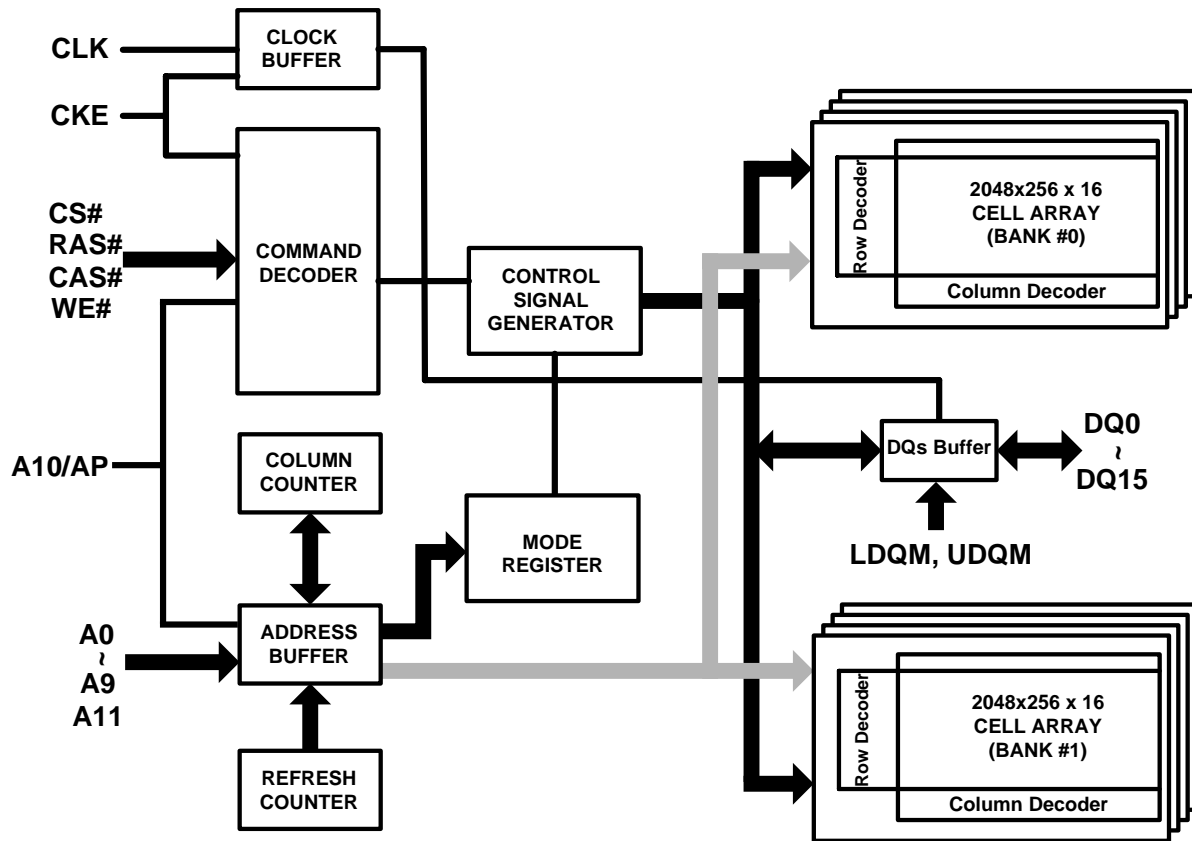 CLK
CKE
CS#
RAS#
CAS#
WE#
A10/AP
A0
~
A9
A11
CLOCK
BUFFER
COMMAND
DECODER
COLUMN
COUNTER
ADDRESS
BUFFER
REFRESH
COUNTER
CONTROL
SIGNAL
GENERATOR
MODE
REGISTER
Row Decoder
2048x256 x 16
CELL ARRAY
(BANK #0)
Column Decoder
DQs Buffer
DQ0
~
DQ15
LDQM, UDQM
Row Decoder
2048x256 x 16
CELL ARRAY
(BANK #1)
Column Decoder